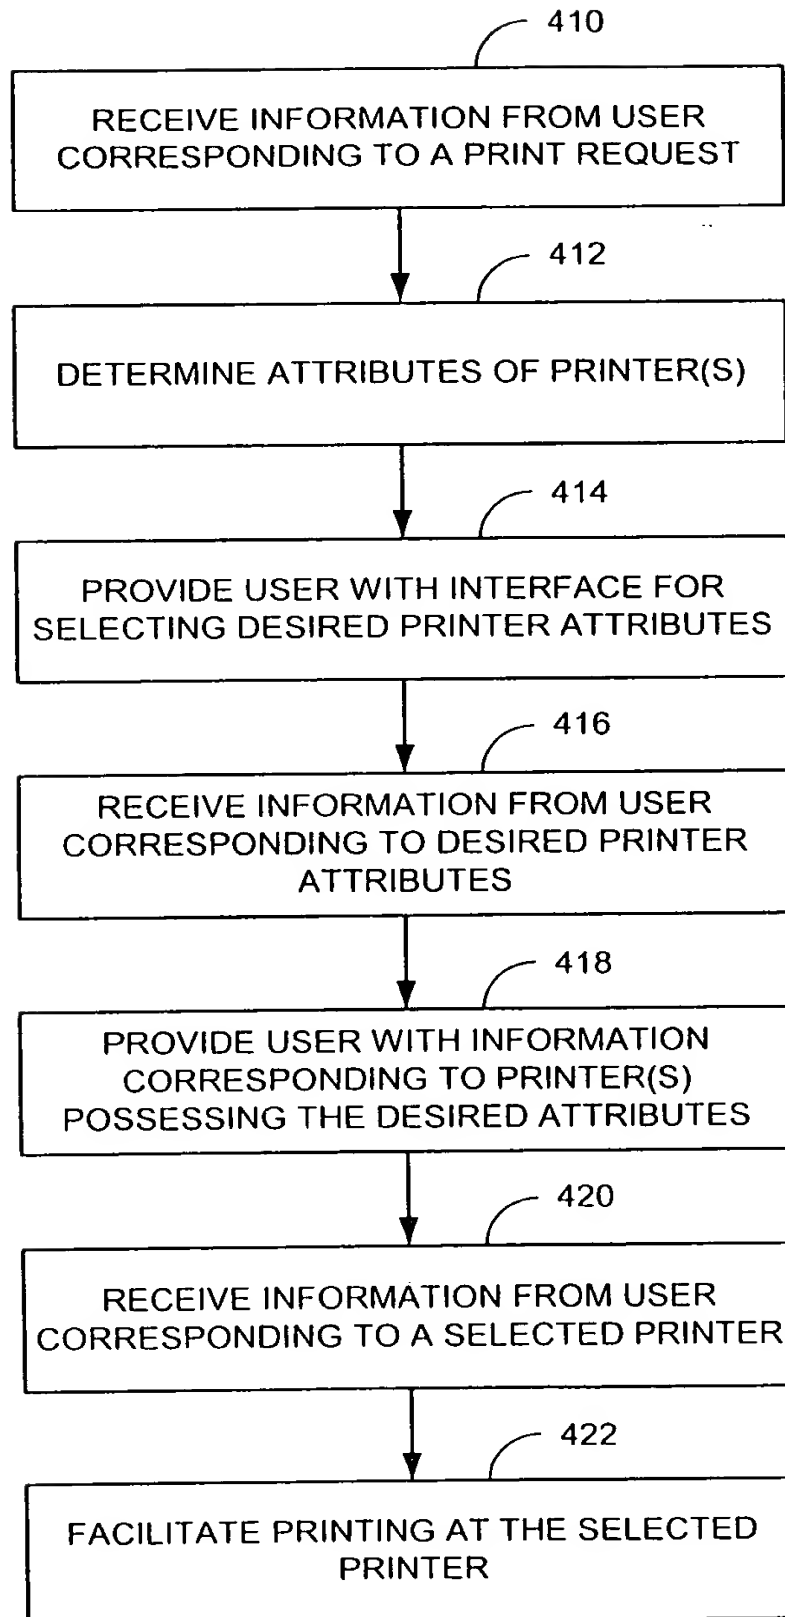 410
RECEIVE INFORMATION FROM USER
CORRESPONDING TO A PRINT REQUEST
412
DETERMINE ATTRIBUTES OF PRINTER(S)
414
PROVIDE USER WITH INTERFACE FOR
SELECTING DESIRED PRINTER ATTRIBUTES
416
RECEIVE INFORMATION FROM USER
CORRESPONDING TO DESIRED PRINTER
ATTRIBUTES
418
PROVIDE USER WITH INFORMATION
CORRESPONDING TO PRINTER(S)
POSSESSING THE DESIRED ATTRIBUTES
420
RECEIVE INFORMATION FROM USER
CORRESPONDING TO A SELECTED PRINTER
422
FACILITATE PRINTING AT THE SELECTED
PRINTER